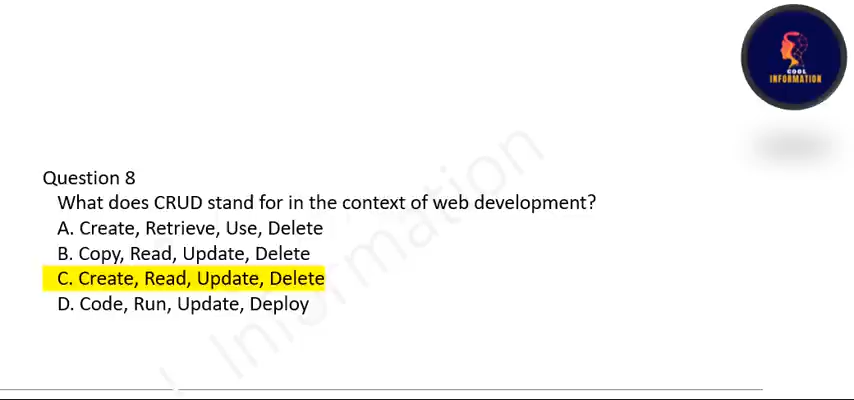 COOL
INFORMATION
Question 8
What does CRUD stand for in the context of web development?
A. Create, Retrieve, Use, Delete
B. Copy, Read, Update, Delete
C. Create, Read, Update, Delete
D. Code, Run, Update, Deploy
Information